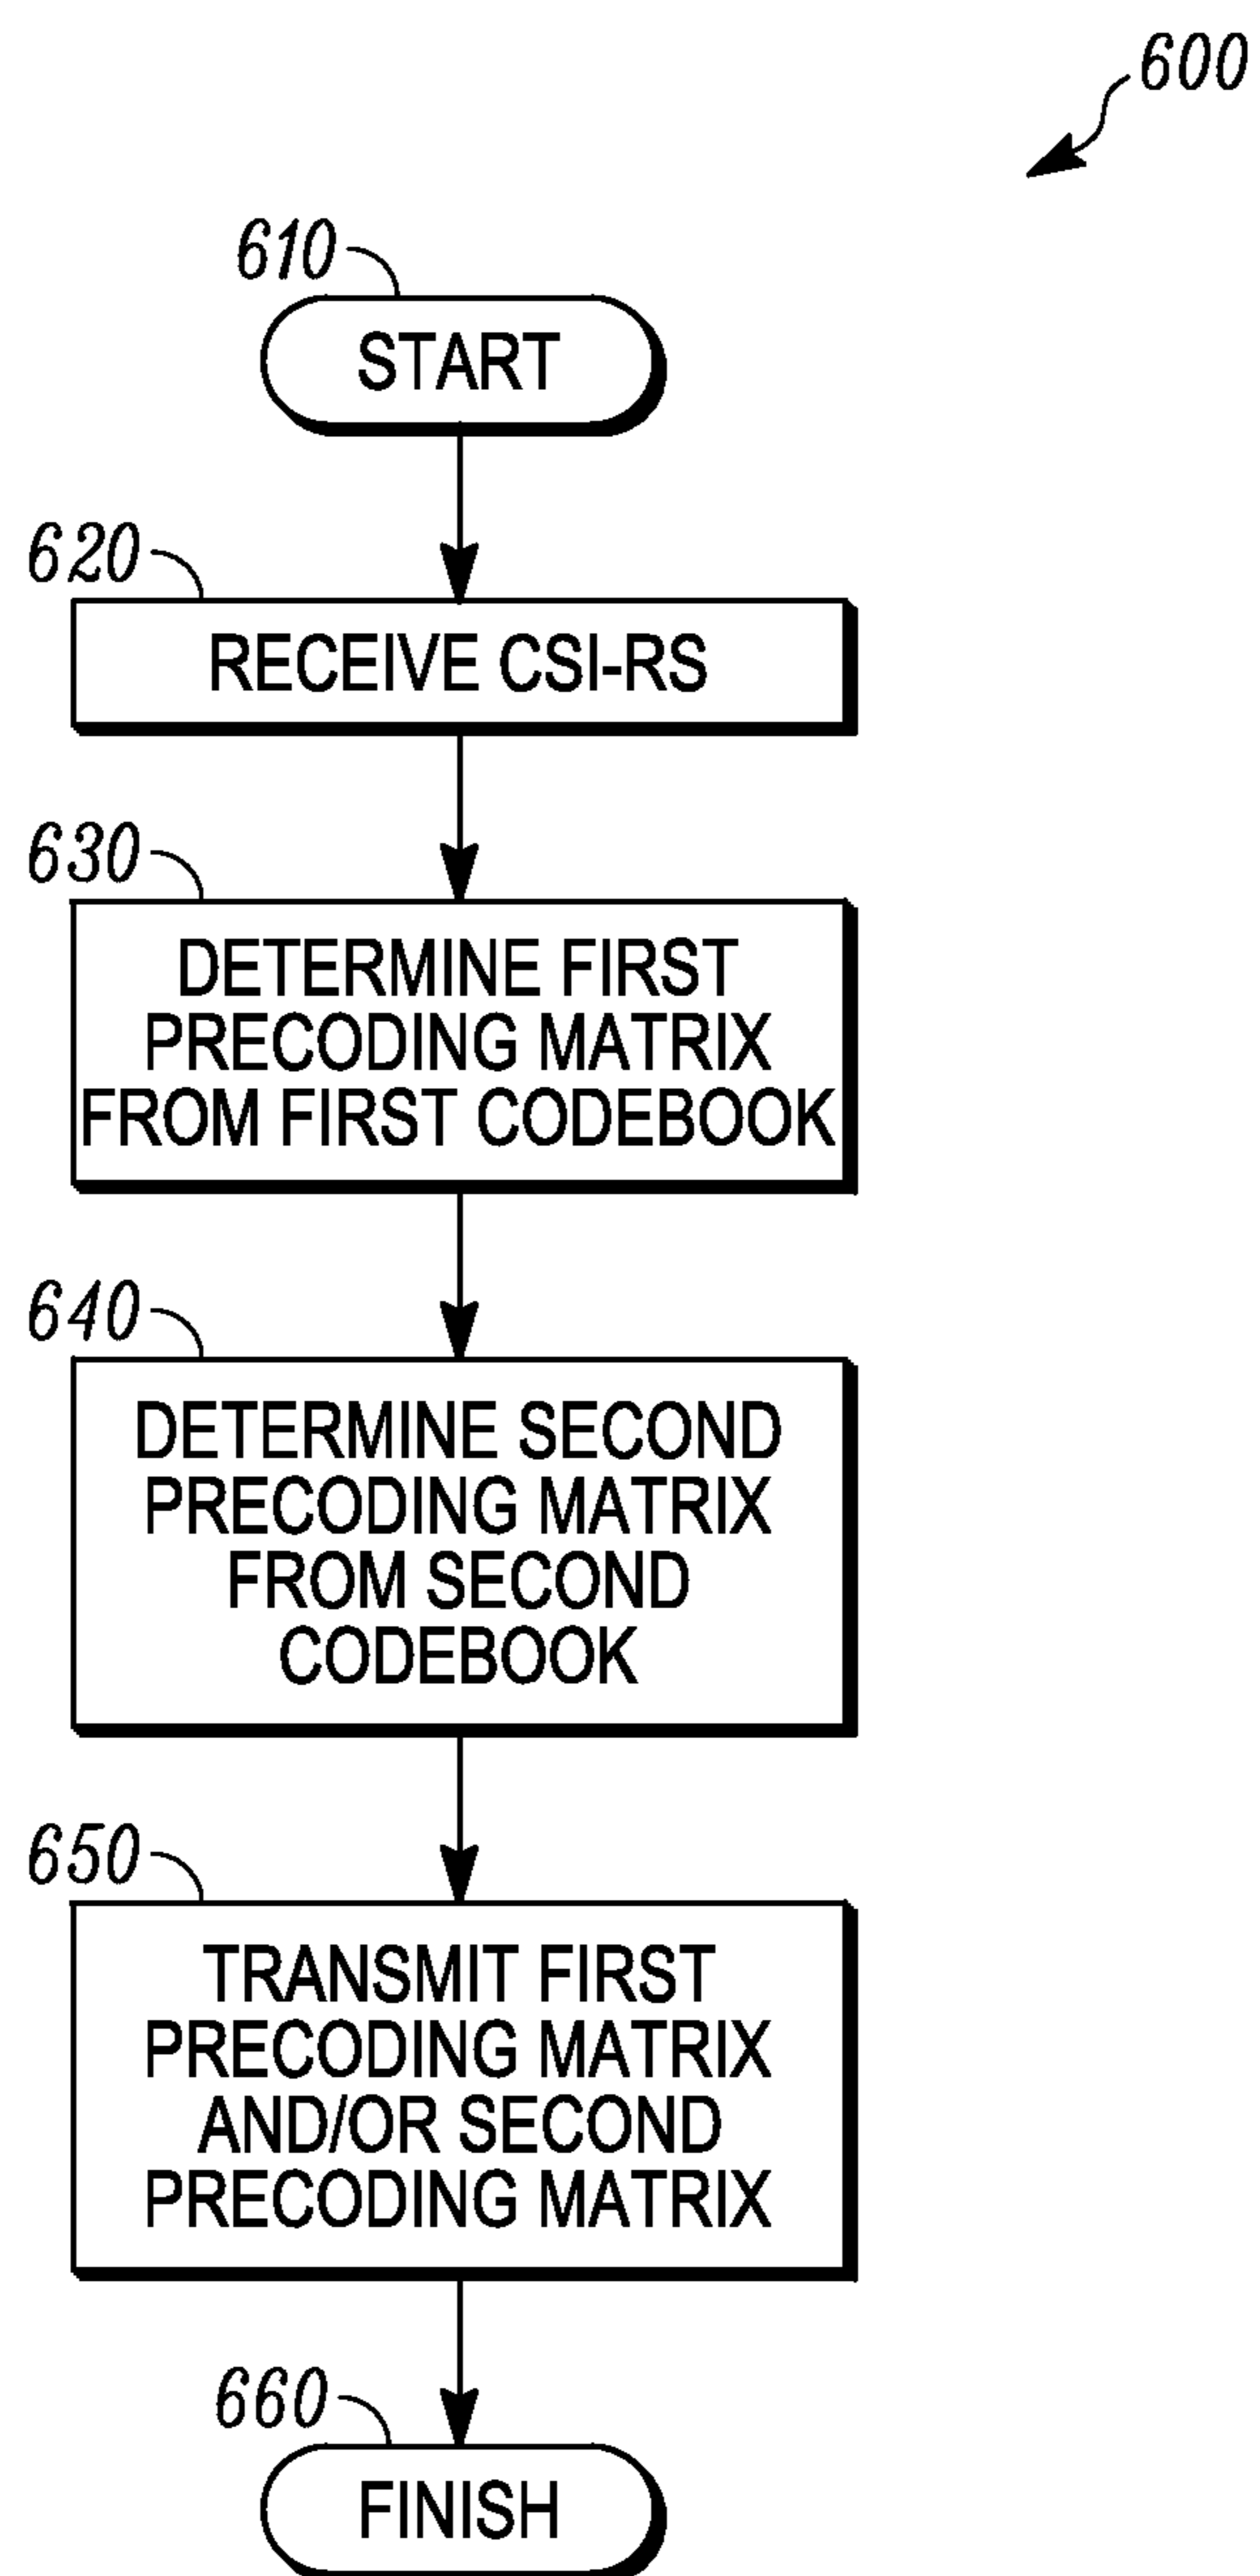 600
610
START
620
RECEIVE CSI-RS
630
DETERMINE FIRST
PRECODING MATRIX
FROM FIRST CODEBOOK
640
DETERMINE SECOND
PRECODING MATRIX
FROM SECOND
CODEBOOK
650
TRANSMIT FIRST
PRECODING MATRIX
AND/OR SECOND
PRECODING MATRIX
660
FINISH